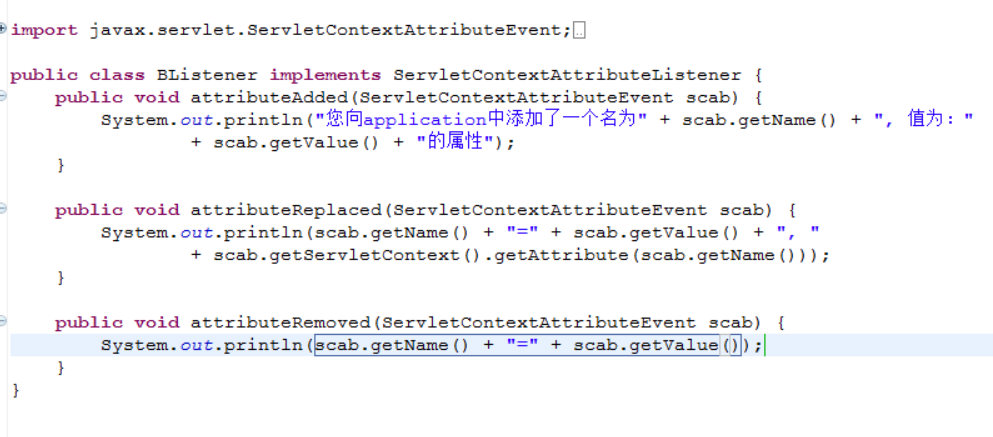 import javax.servlet.ServletContextAttributeEvent;
public class BListener implements ServletContextAttributeListener {
public void attributeAdded(ServletContextAttributeEvent scab) {
System.out.println("您向application中添加了一个名为" + scab.getName() + ", 值为："
+ scab.getValue() + "的属性");
}
public void attributeReplaced(ServletContextAttributeEvent scab) {
System.out.println(scab.getName() + "=" + scab.getValue() + ", "
+ scab.getServletContext().getAttribute(scab.getName()));
}
public void attributeRemoved(ServletContextAttributeEvent scab) {
System.out.println(scab.getName() + "=" + scab.getValue());
}
}